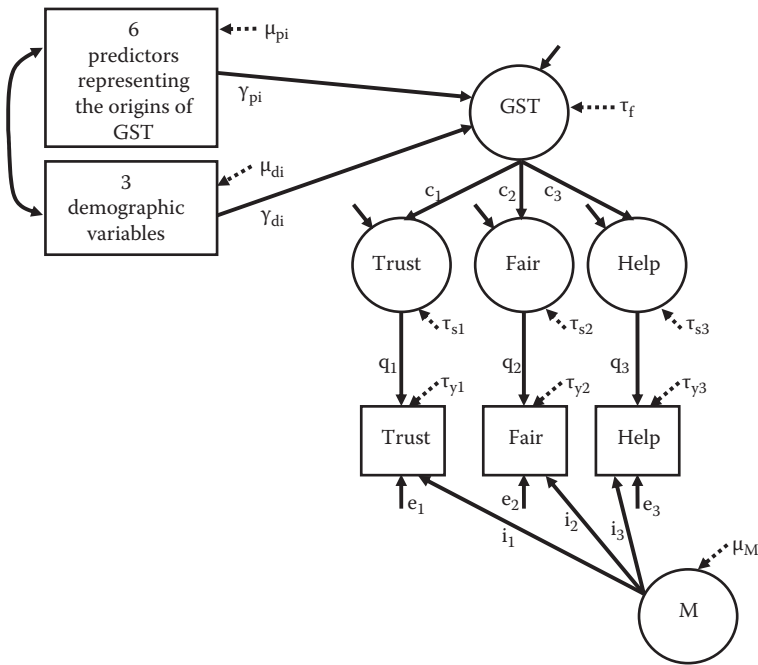 6
predictors
representing
the origins of
GST
μpi
γpi
3
demographic
variables
μdi
γdi
GST
τf
c1
c2
c3
Trust
Fair
Help
τs1
τs2
τs3
q1
q2
q3
τy1
τy2
τy3
Trust
Fair
Help
e1
e2
e3
i1
i2
i3
μM
M